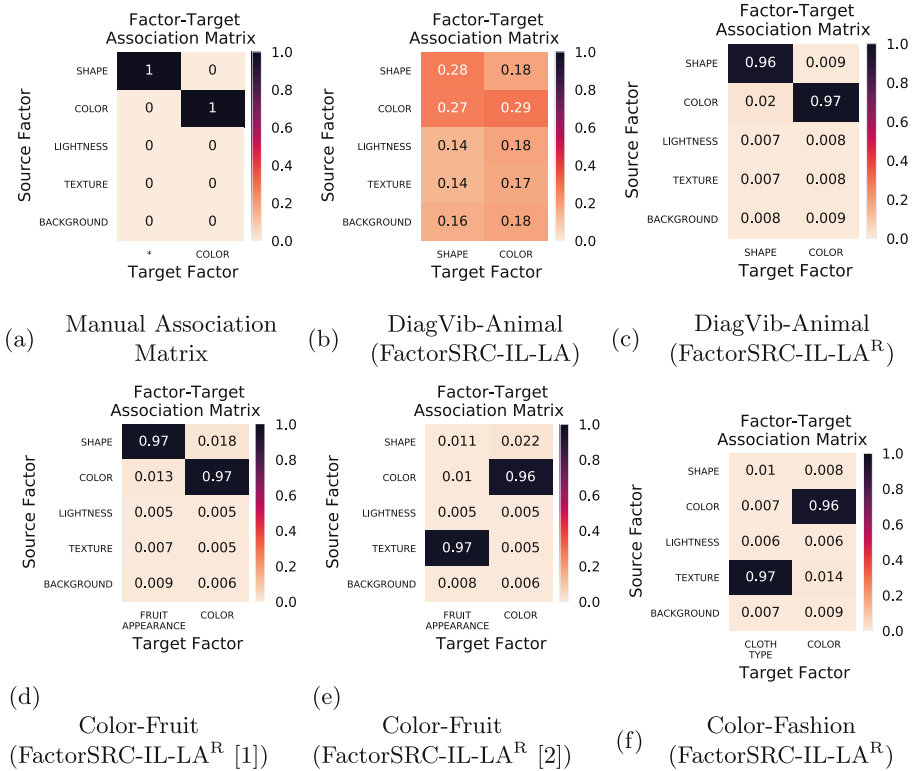 Factor-Target
Association Matrix
Source Factor
SHAPE 1 0
COLOR 0 1
LIGHTNESS 0 0
TEXTURE 0 0
BACKGROUND 0 0
* COLOR
Target Factor
1.0
0.8
0.6
0.4
0.2
0.0
(a) Manual Association
Matrix
Factor-Target
Association Matrix
Source Factor
SHAPE 0.28 0.18
COLOR 0.27 0.29
LIGHTNESS 0.14 0.18
TEXTURE 0.14 0.17
BACKGROUND 0.16 0.18
SHAPE COLOR
Target Factor
1.0
0.8
0.6
0.4
0.2
0.0
(b) DiagVib-Animal
(FactorSRC-IL-LA)
Factor-Target
Association Matrix
Source Factor
SHAPE 0.96 0.009
COLOR 0.02 0.97
LIGHTNESS 0.007 0.008
TEXTURE 0.007 0.008
BACKGROUND 0.008 0.009
SHAPE COLOR
Target Factor
1.0
0.8
0.6
0.4
0.2
0.0
(c) DiagVib-Animal
(FactorSRC-IL-LAᴿ)
Factor-Target
Association Matrix
Source Factor
SHAPE 0.97 0.018
COLOR 0.013 0.97
LIGHTNESS 0.005 0.005
TEXTURE 0.007 0.005
BACKGROUND 0.009 0.006
FRUIT COLOR
APPEARANCE
Target Factor
1.0
0.8
0.6
0.4
0.2
0.0
(d)
Color-Fruit
(FactorSRC-IL-LAᴿ [1])
Factor-Target
Association Matrix
Source Factor
SHAPE 0.011 0.022
COLOR 0.01 0.96
LIGHTNESS 0.005 0.005
TEXTURE 0.97 0.005
BACKGROUND 0.008 0.006
FRUIT COLOR
APPEARANCE
Target Factor
1.0
0.8
0.6
0.4
0.2
0.0
(e)
Color-Fruit
(FactorSRC-IL-LAᴿ [2])
Factor-Target
Association Matrix
Source Factor
SHAPE 0.01 0.008
COLOR 0.007 0.96
LIGHTNESS 0.006 0.006
TEXTURE 0.97 0.014
BACKGROUND 0.007 0.009
CLOTH COLOR
TYPE
Target Factor
1.0
0.8
0.6
0.4
0.2
0.0
(f) Color-Fashion
(FactorSRC-IL-LAᴿ)